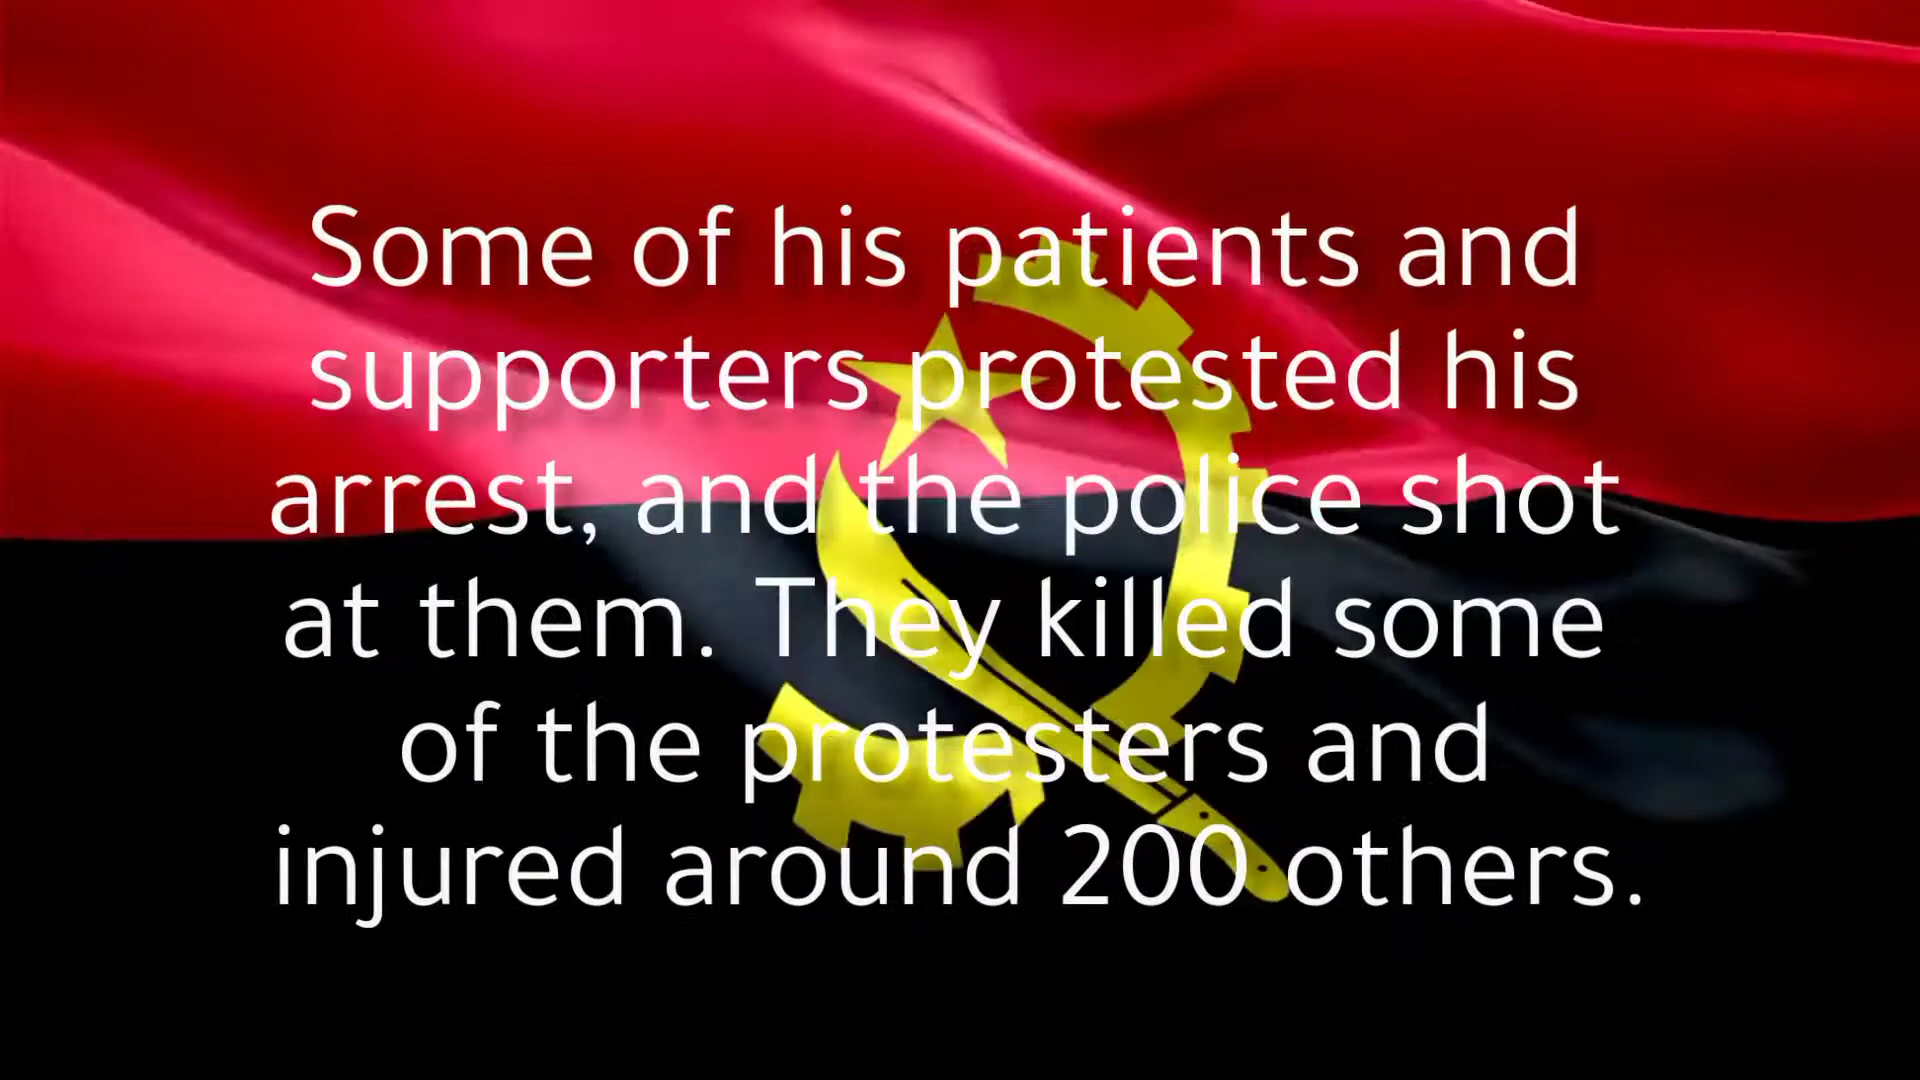 Some of his patients and
supporters protested his
arrest, and the police shot
at them. They killed some
of the protesters and
injured around 200 others.